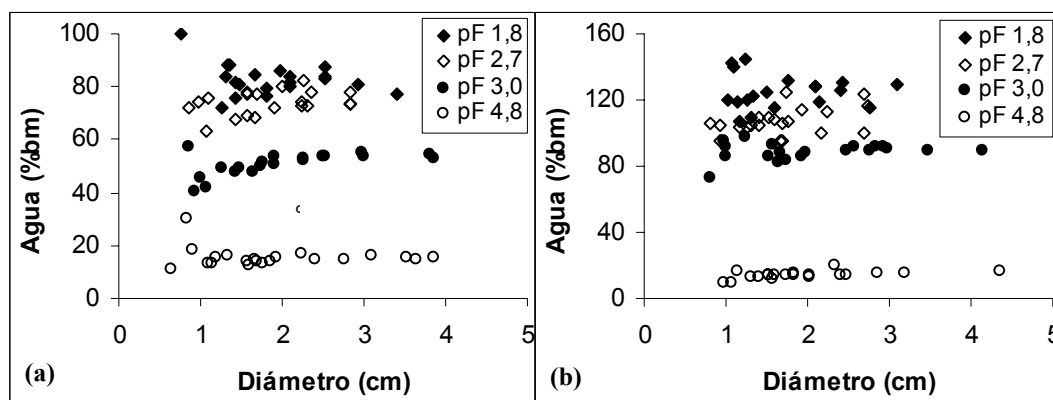 100
80
60
40
20
0
Agua (%bm)
0 1 2 3 4 5
Diámetro (cm)
(a)
pF 1,8
pF 2,7
pF 3,0
pF 4,8
160
120
80
40
0
Agua (%bm)
0 1 2 3 4 5
Diámetro (cm)
(b)
pF 1,8
pF 2,7
pF 3,0
pF 4,8